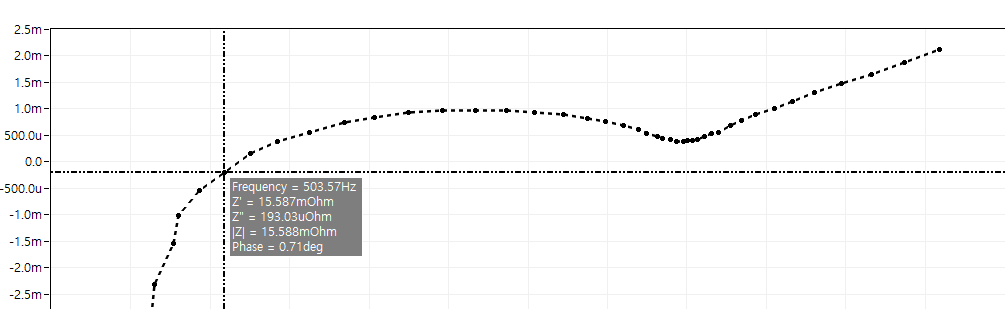 2.5m
2.0m
1.5m
1.0m
500.0u
0.0
-500.0u
-1.0m
-1.5m
-2.0m
-2.5m
Frequency = 503.57Hz
Z' = 15.587mOhm
Z" = 193.03uOhm
|Z| = 15.588mOhm
Phase = 0.71deg